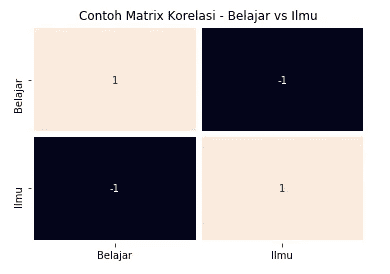 Contoh Matrix Korelasi - Belajar vs Ilmu
Belajar
1
-1
Ilmu
-1
1
Belajar
Ilmu